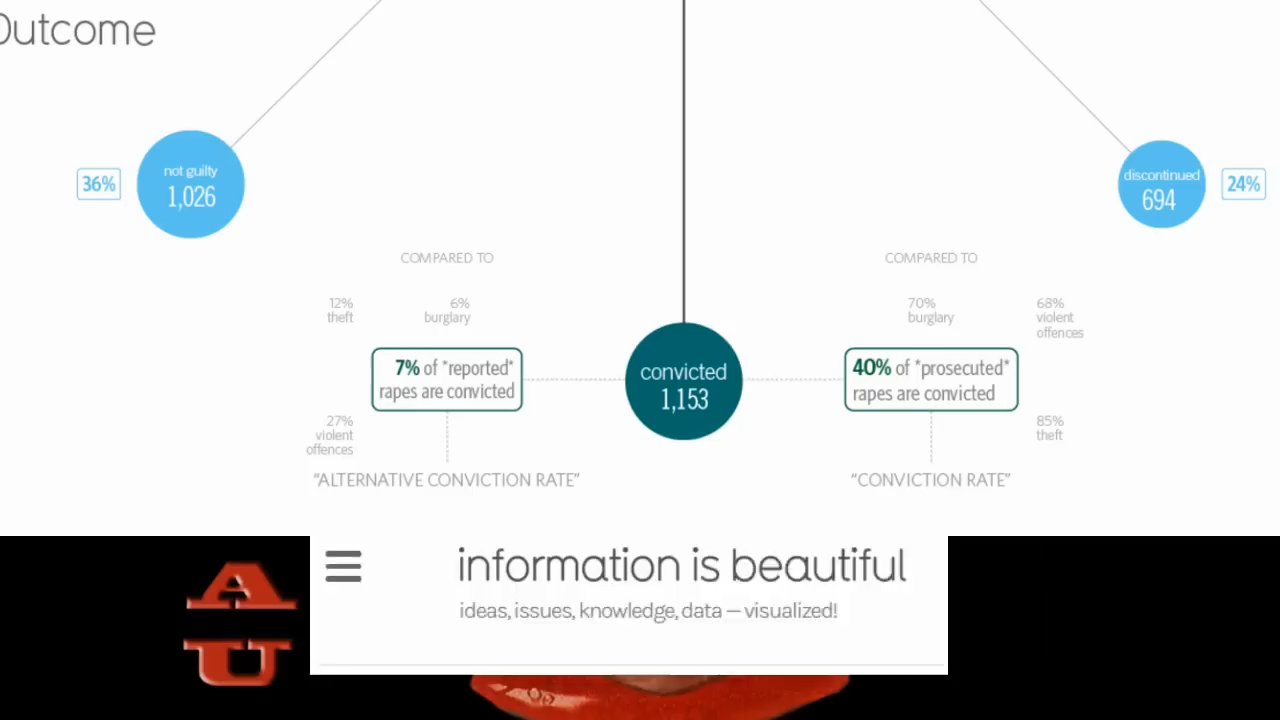 Outcome
36%
not guilty
1,026
discontinued
694
24%
COMPARED TO
12%
theft
6%
burglary
7% of *reported*
rapes are convicted
27%
violent
offences
"ALTERNATIVE CONVICTION RATE"
convicted
1,153
COMPARED TO
70%
burglary
68%
violent
offences
40% of *prosecuted*
rapes are convicted
85%
theft
"CONVICTION RATE"
A
U
information is beautiful
ideas, issues, knowledge, data – visualized!